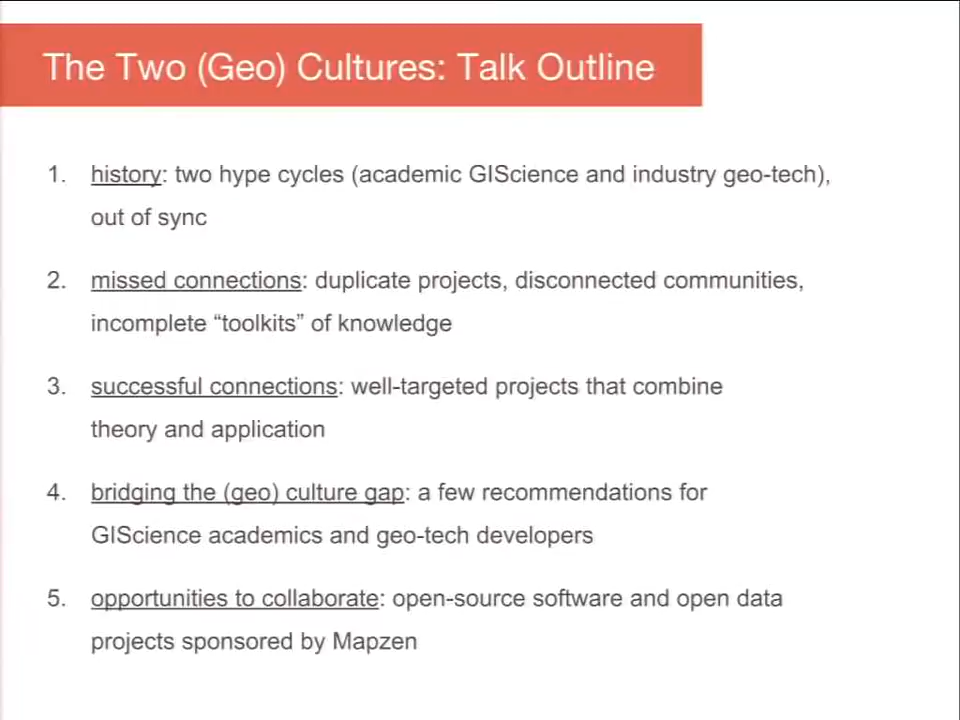 The Two (Geo) Cultures: Talk Outline
1. history: two hype cycles (academic GIScience and industry geo-tech),
out of sync
2. missed connections: duplicate projects, disconnected communities,
incomplete “toolkits” of knowledge
3. successful connections: well-targeted projects that combine
theory and application
4. bridging the (geo) culture gap: a few recommendations for
GIScience academics and geo-tech developers
5. opportunities to collaborate: open-source software and open data
projects sponsored by Mapzen